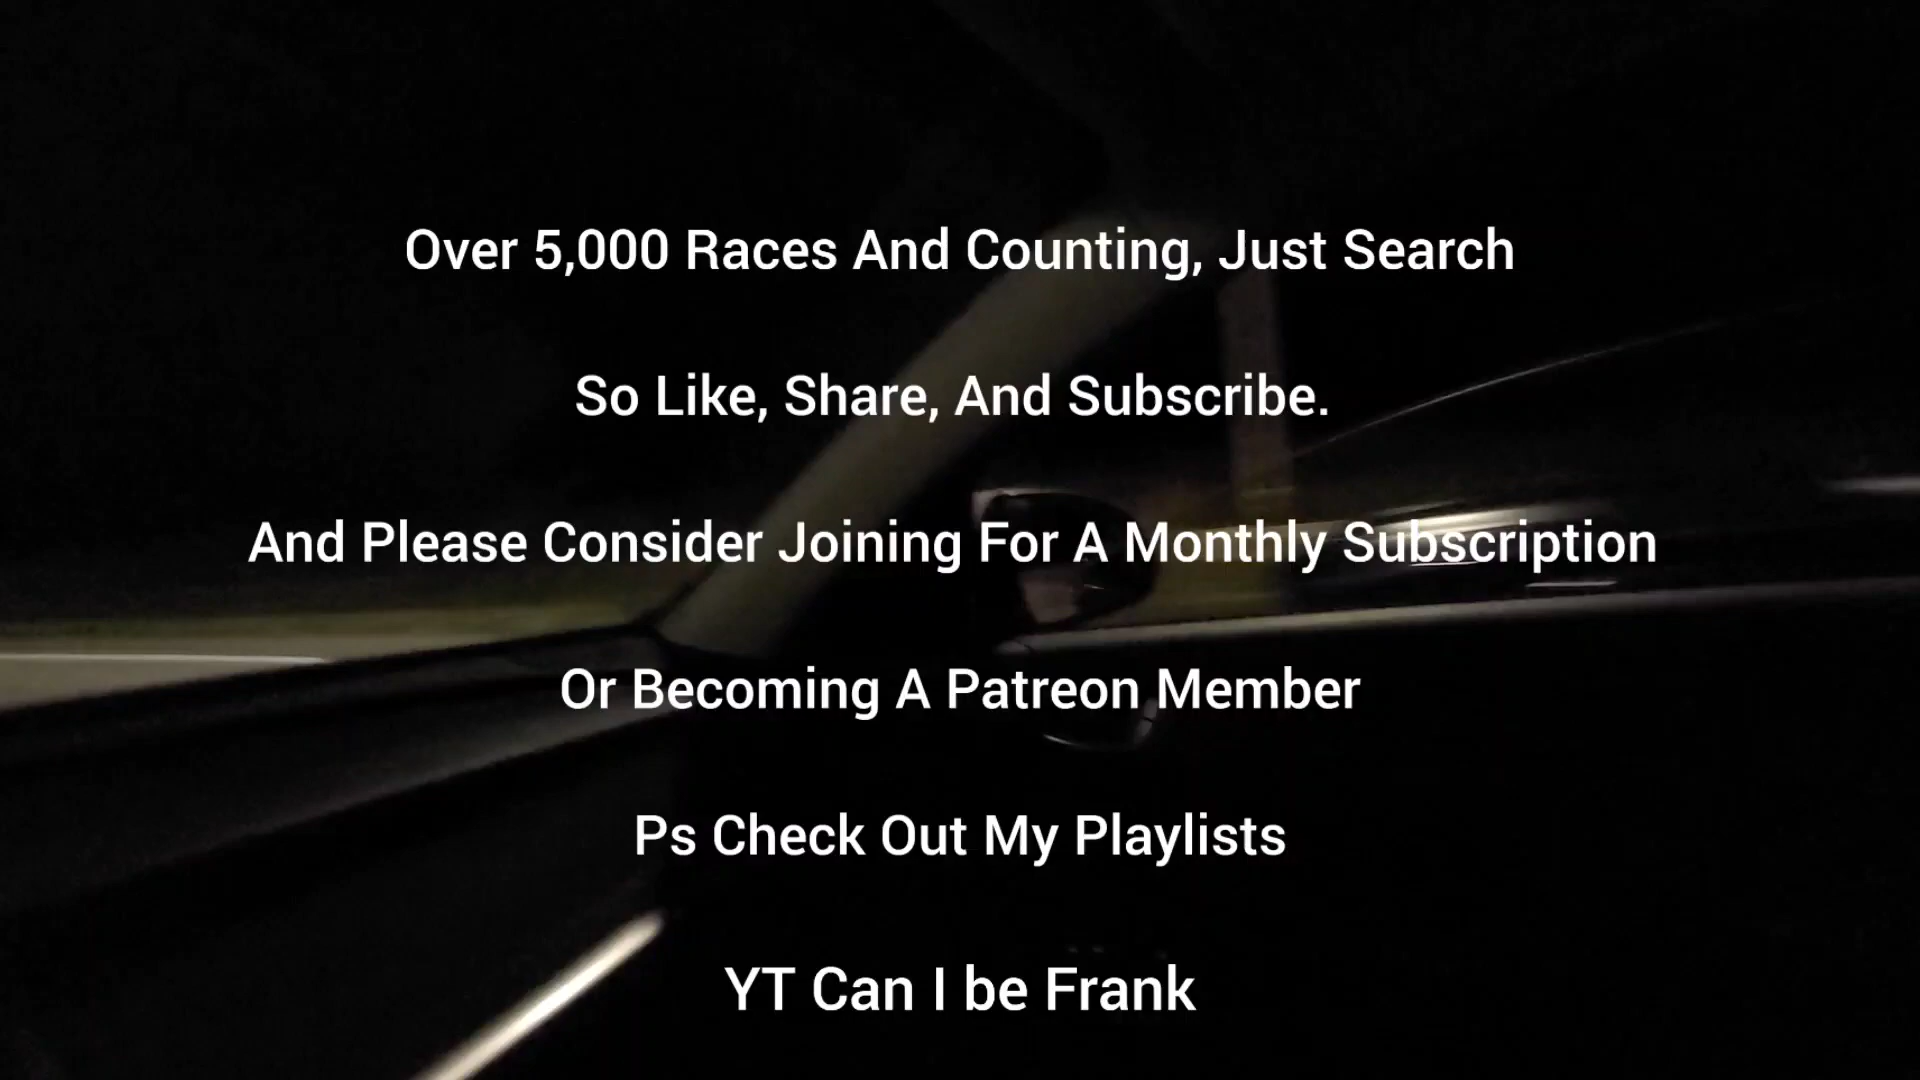 Over 5,000 Races And Counting, Just Search
So Like, Share, And Subscribe.
And Please Consider Joining For A Monthly Subscription
Or Becoming A Patreon Member
Ps Check Out My Playlists
YT Can I be Frank